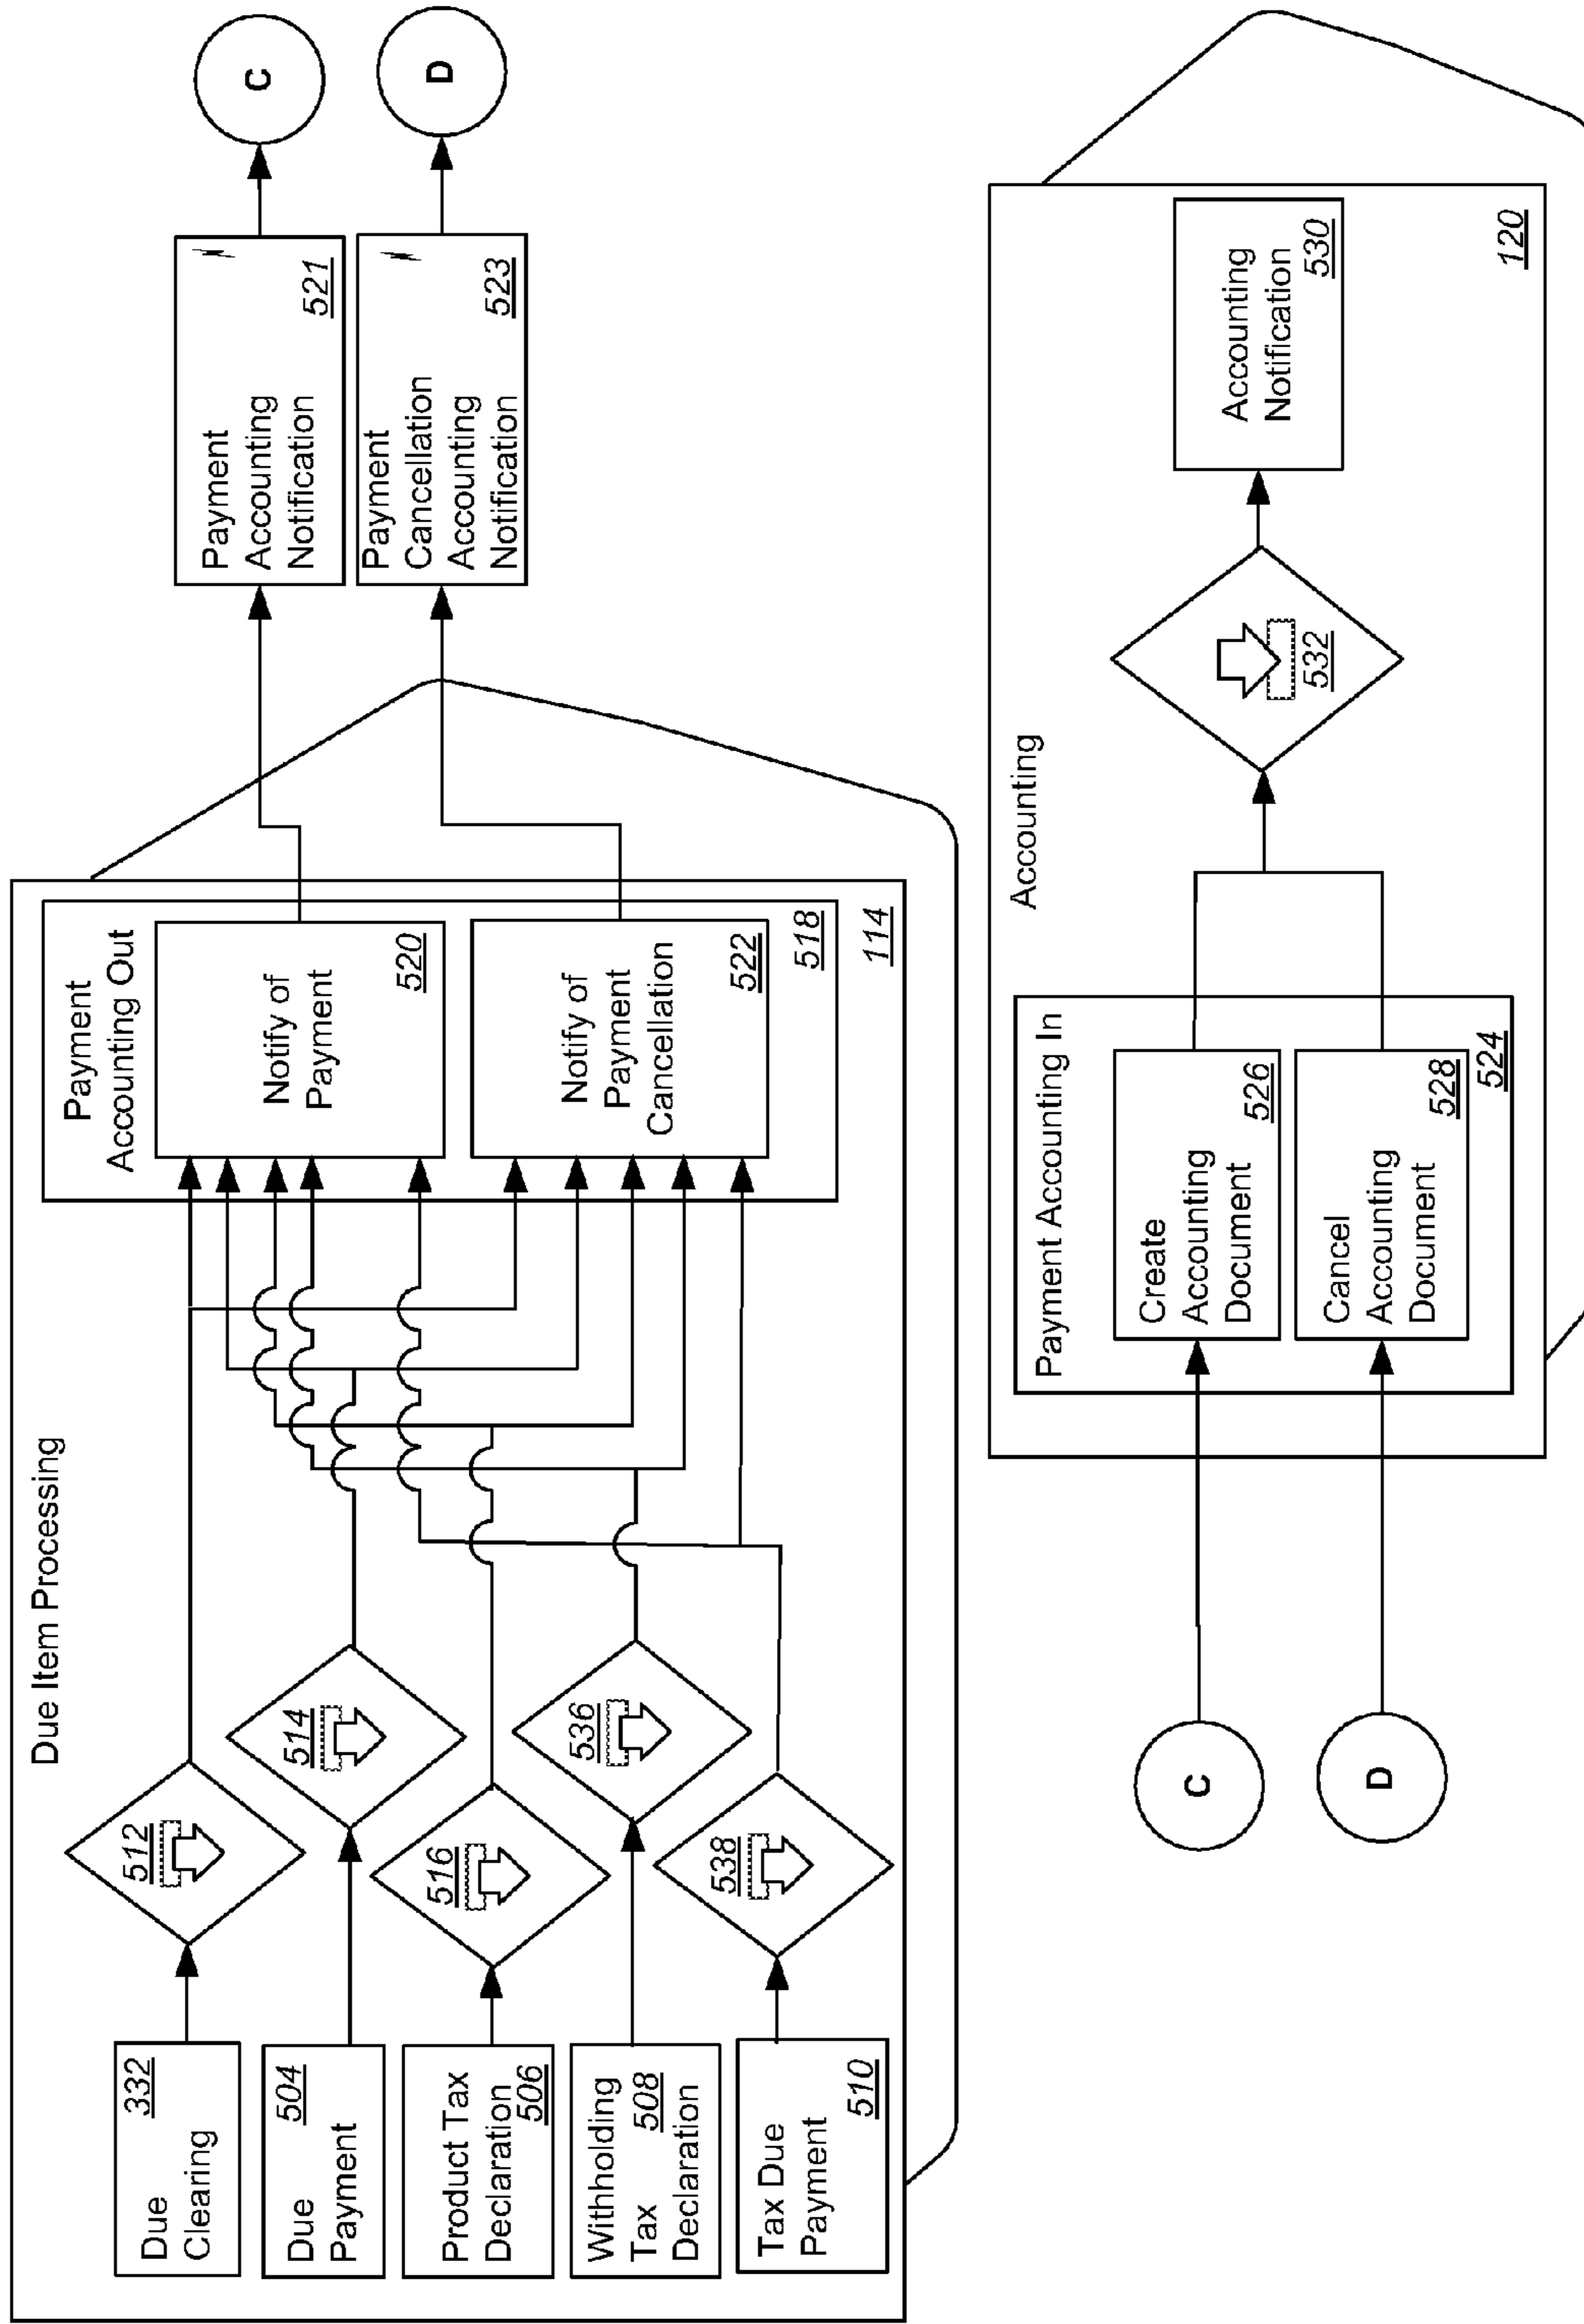 Due Item Processing
Due
Clearing
332
Due
Payment
504
Product Tax
Declaration
506
Withholding
Tax
Declaration
508
Tax Due
Payment
510
512
514
516
536
538
Payment
Accounting Out
Notify of
Payment
520
Notify of
Payment
Cancellation
522
518
114
Payment
Accounting
Notification
521
Payment
Cancellation
Accounting
Notification
523
C
D
C
D
Accounting
Payment Accounting In
Create
Accounting
Document
526
Cancel
Accounting
Document
528
524
532
Accounting
Notification
530
120